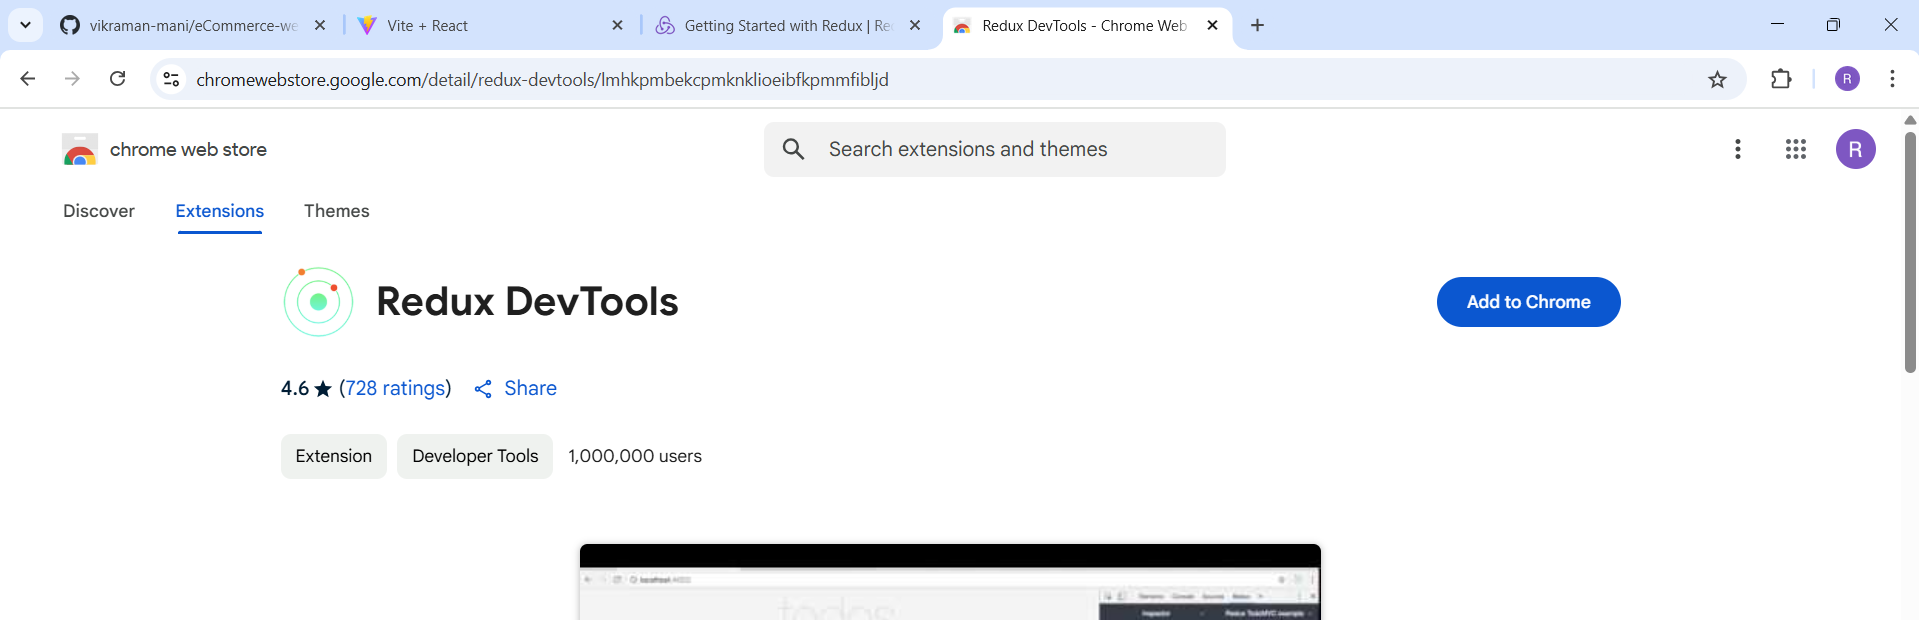 vikraman-mani/eCommerce-we
Vite + React
Getting Started with Redux | Re
Redux DevTools - Chrome Web
chromewebstore.google.com/detail/redux-devtools/lmhkpmbekcpmknklioeibfkpmmfibljd
R
chrome web store
Search extensions and themes
R
Discover
Extensions
Themes
Redux DevTools
Add to Chrome
4.6 ★ (728 ratings)
Share
Extension
Developer Tools
1,000,000 users
todos